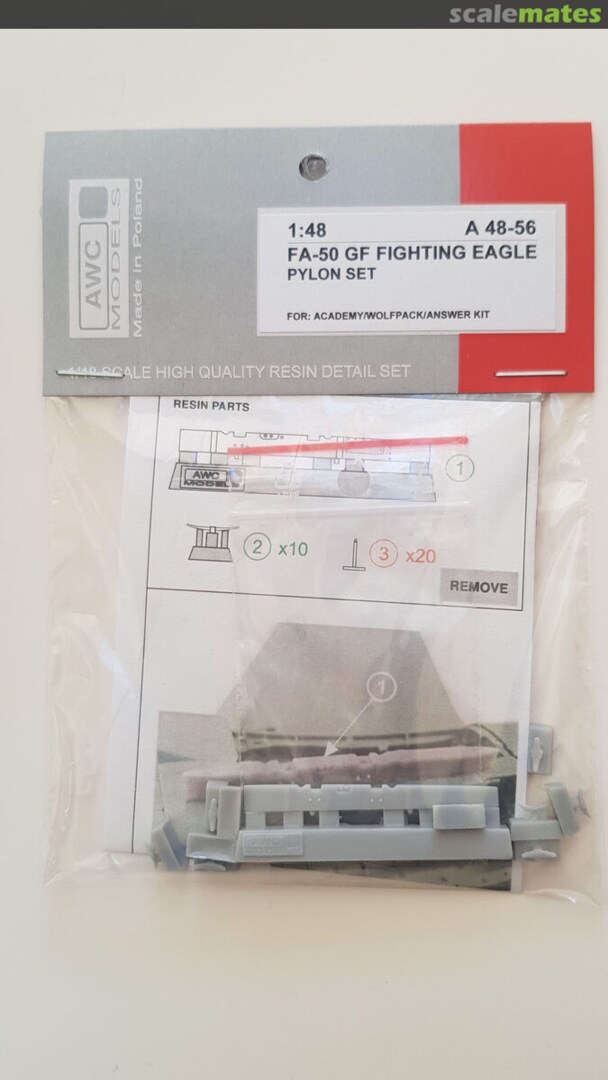 scalemates
AWC
MODELS
Made in Poland
1:48 A 48-56
FA-50 GF FIGHTING EAGLE
PYLON SET
FOR: ACADEMY/WOLFPACK/ANSWER KIT
1/48 SCALE HIGH QUALITY RESIN DETAIL SET
RESIN PARTS
AWC
MODELS
1
2 x10
3 x20
REMOVE
1
AWC